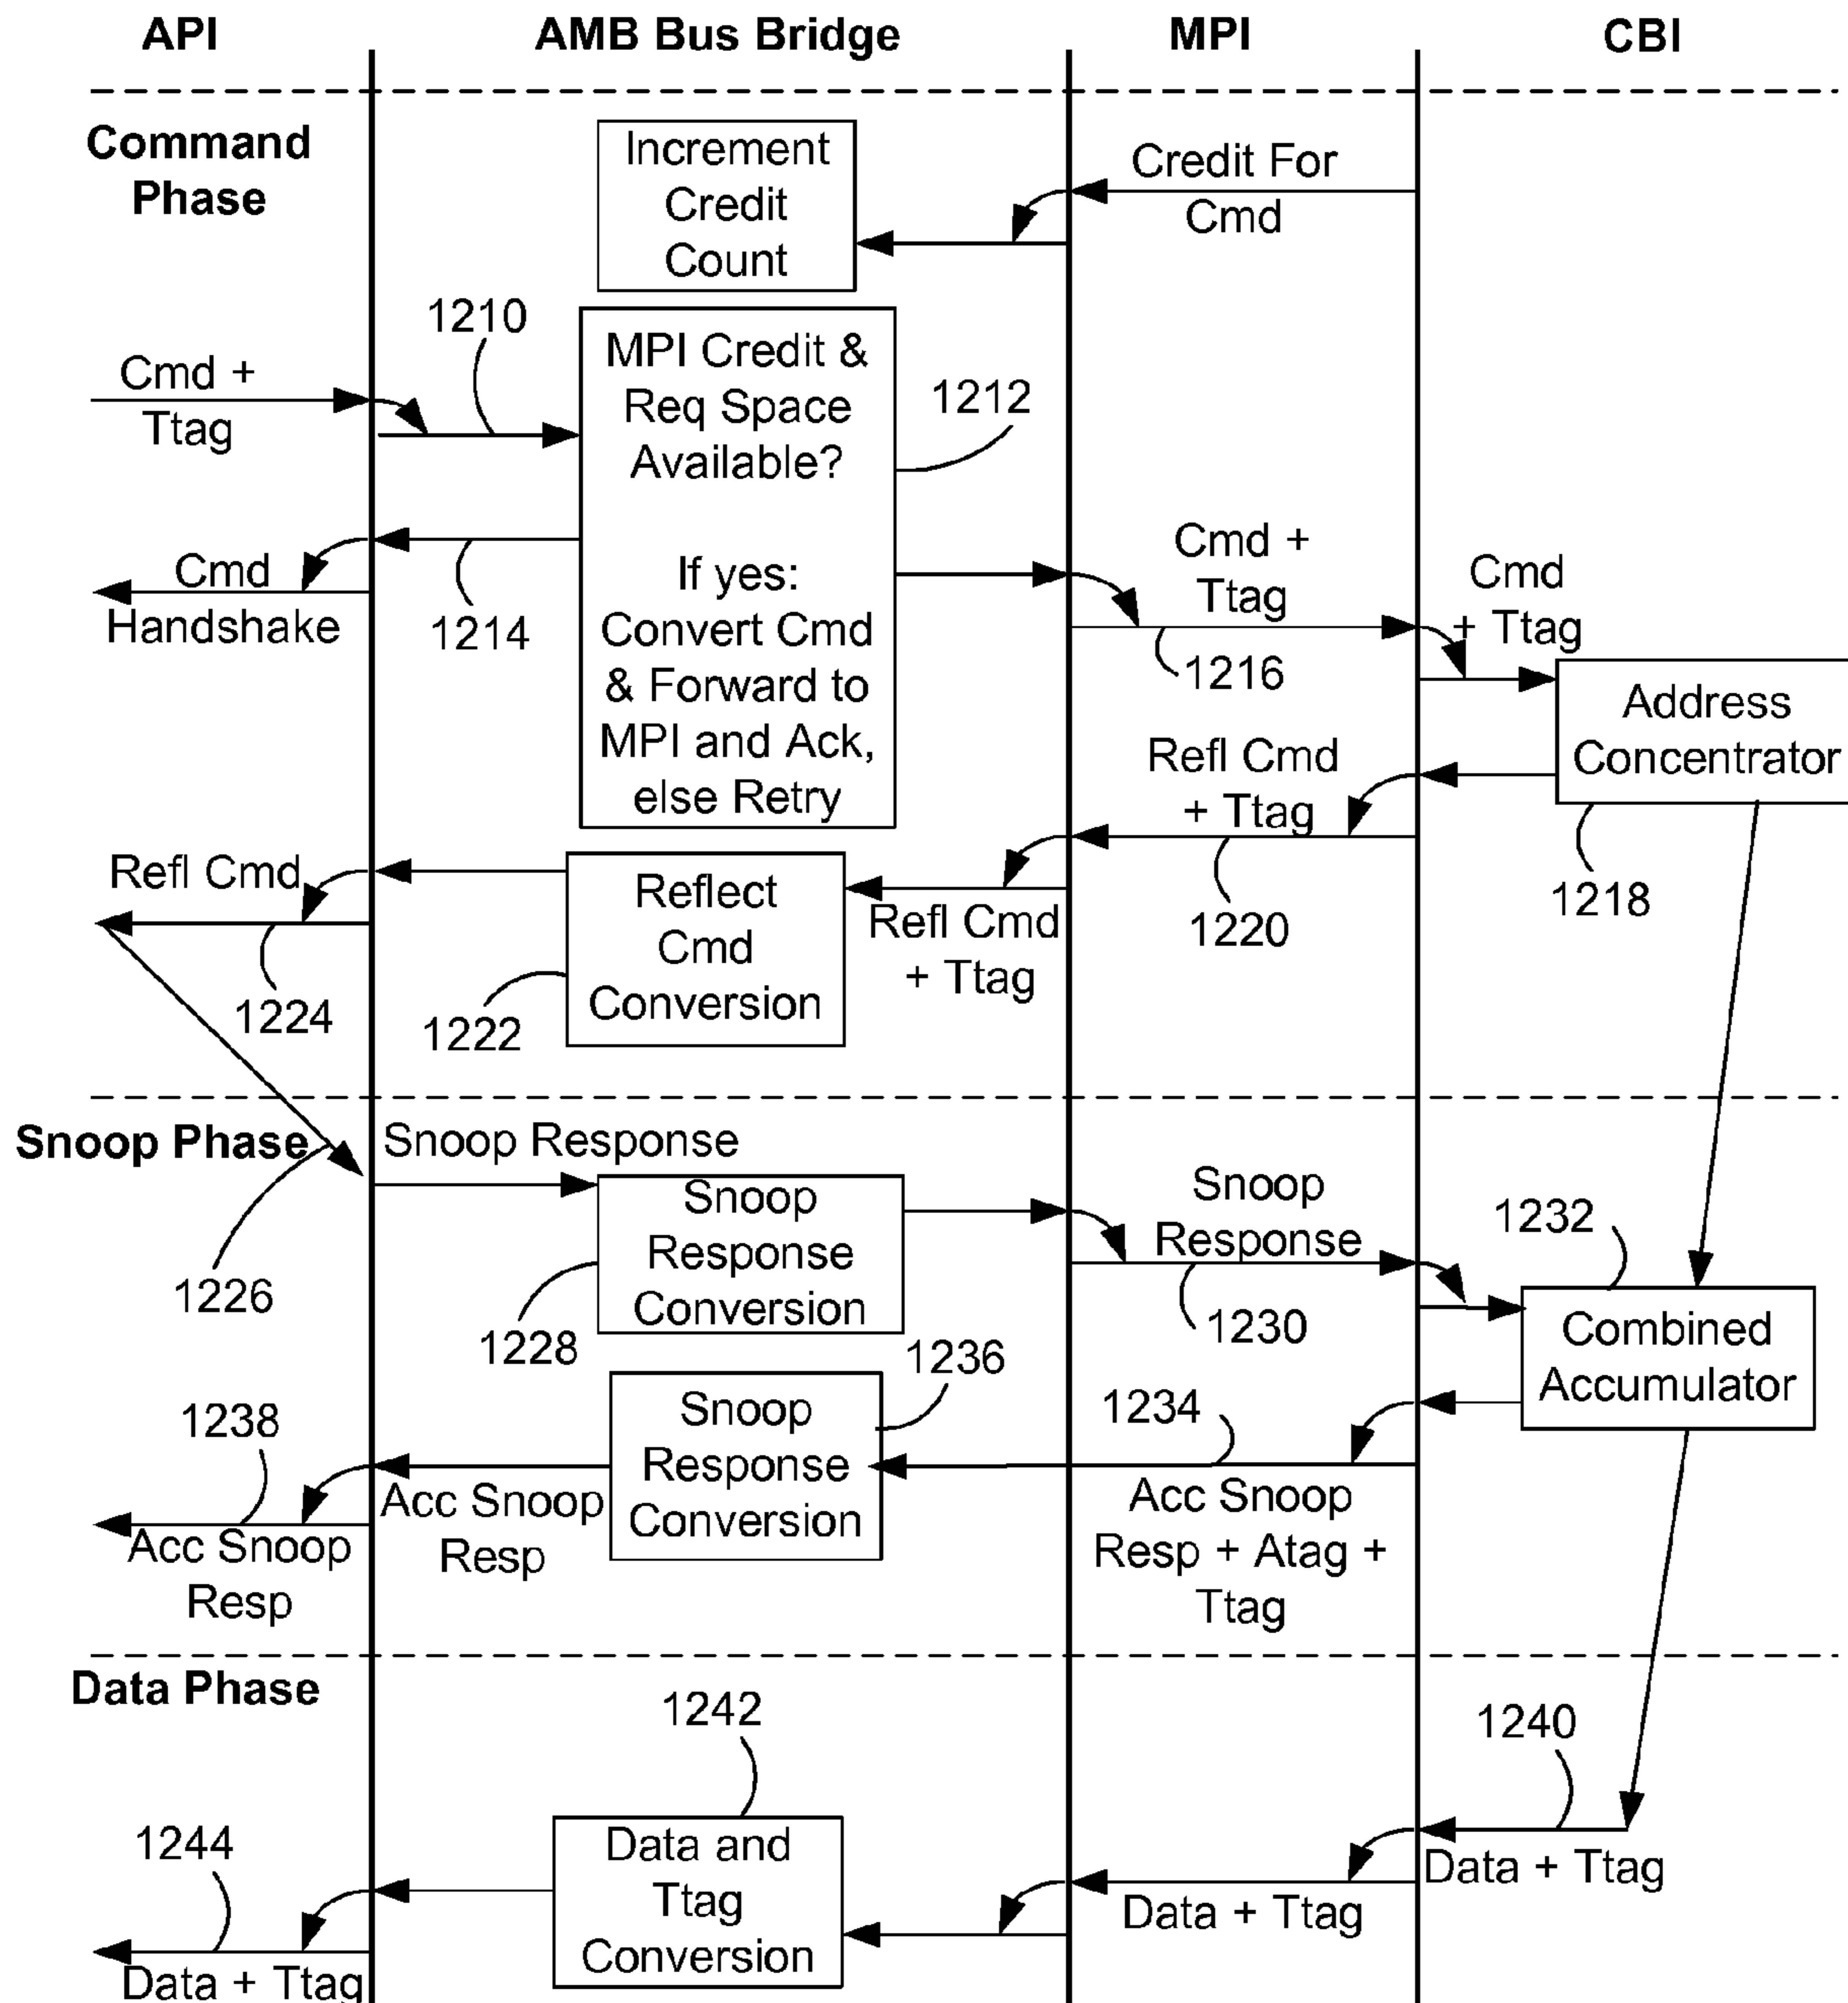 API
AMB Bus Bridge
MPI
CBI
Command
Phase
Increment
Credit
Count
Credit For
Cmd
1210
Cmd +
Ttag
MPI Credit &
Req Space
Available?
If yes:
Convert Cmd
& Forward to
MPI and Ack,
else Retry
1212
Cmd
Handshake
1214
Cmd +
Ttag
1216
Cmd
+ Ttag
Address
Concentrator
1218
Refl Cmd
+ Ttag
1220
Refl Cmd
+ Ttag
Reflect
Cmd
Conversion
1222
Refl Cmd
1224
Snoop Phase
1226
Snoop Response
Snoop
Response
Conversion
1228
Snoop
Response
1230
1232
Combined
Accumulator
1234
Acc Snoop
Resp + Atag +
Ttag
1236
Snoop
Response
Conversion
Acc Snoop
Resp
1238
Acc Snoop
Resp
Data Phase
1240
Data + Ttag
Data + Ttag
1242
Data and
Ttag
Conversion
1244
Data + Ttag